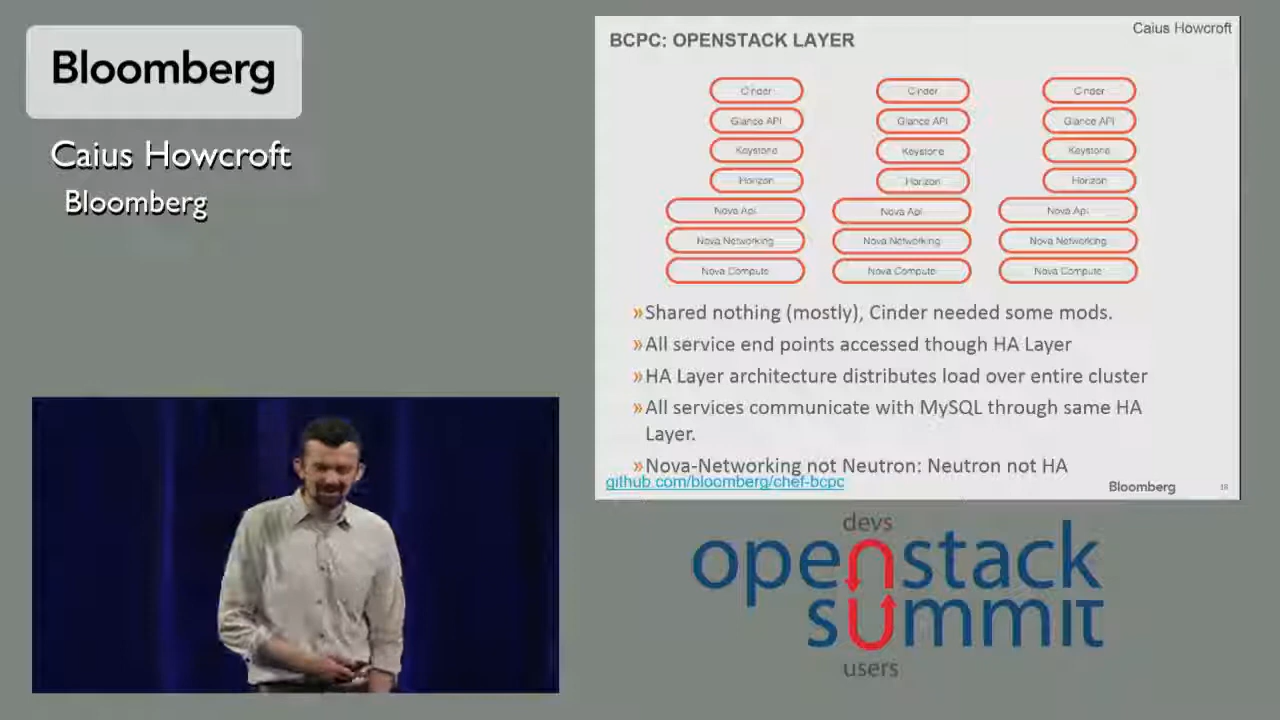 Bloomberg
Caius Howcroft
Bloomberg
Caius Howcroft
BCPC: OPENSTACK LAYER
Cinder Cinder Cinder
Glance API Glance API Glance API
Keystone Keystone Keystone
Horizon Horizon Horizon
Nova Api Nova Api Nova Api
Nova Networking Nova Networking Nova Networking
Nova Compute Nova Compute Nova Compute
»Shared nothing (mostly), Cinder needed some mods.
»All service end points accessed though HA Layer
»HA Layer architecture distributes load over entire cluster
»All services communicate with MySQL through same HA
Layer.
»Nova-Networking not Neutron: Neutron not HA
github.com/bloomberg/chef-bcpc
Bloomberg
devs
openstack
summit
users